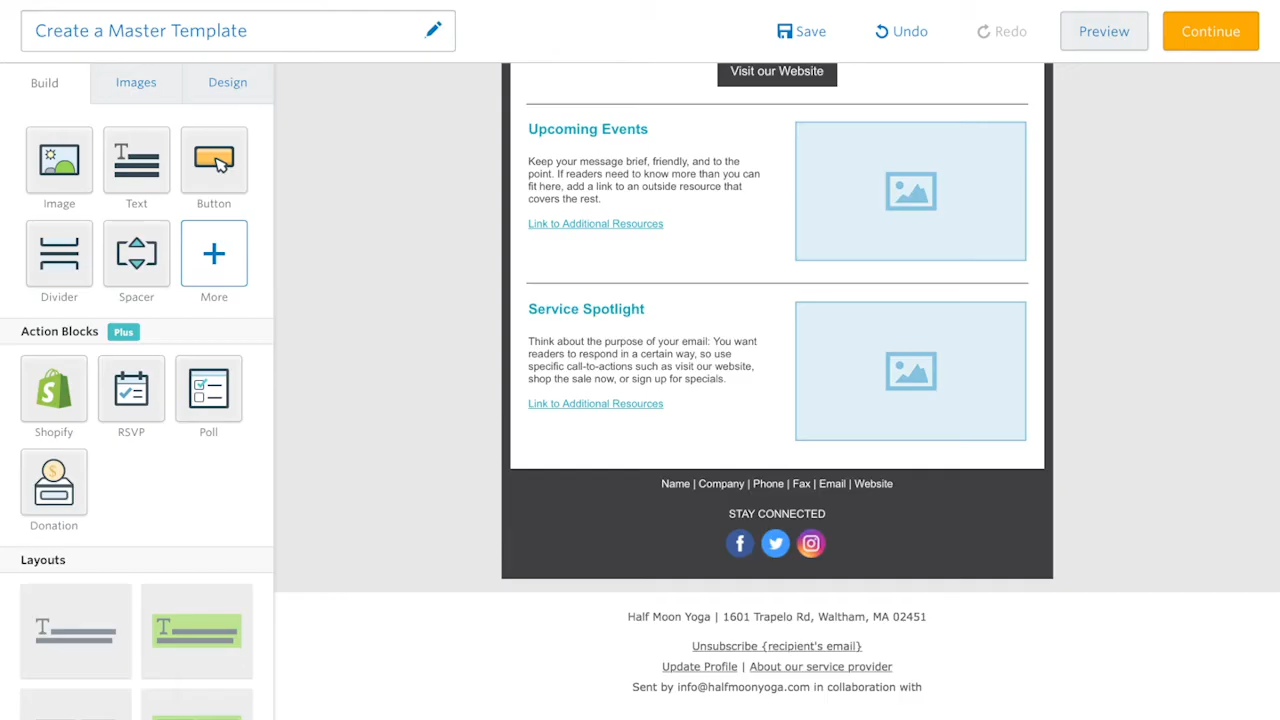 Create a Master Template
Save
Undo
Redo
Preview
Continue
Build
Images
Design
Image
Text
Button
Divider
Spacer
More
Action Blocks Plus
Shopify
RSVP
Poll
Donation
Layouts
T
T
Visit our Website
Upcoming Events
Keep your message brief, friendly, and to the
point. If readers need to know more than you can
fit here, add a link to an outside resource that
covers the rest.
Link to Additional Resources
Service Spotlight
Think about the purpose of your email: You want
readers to respond in a certain way, so use
specific call-to-actions such as visit our website,
shop the sale now, or sign up for specials.
Link to Additional Resources
Name | Company | Phone | Fax | Email | Website
STAY CONNECTED
Half Moon Yoga | 1601 Trapelo Rd, Waltham, MA 02451
Unsubscribe {recipient's email}
Update Profile | About our service provider
Sent by info@halfmoonyoga.com in collaboration with